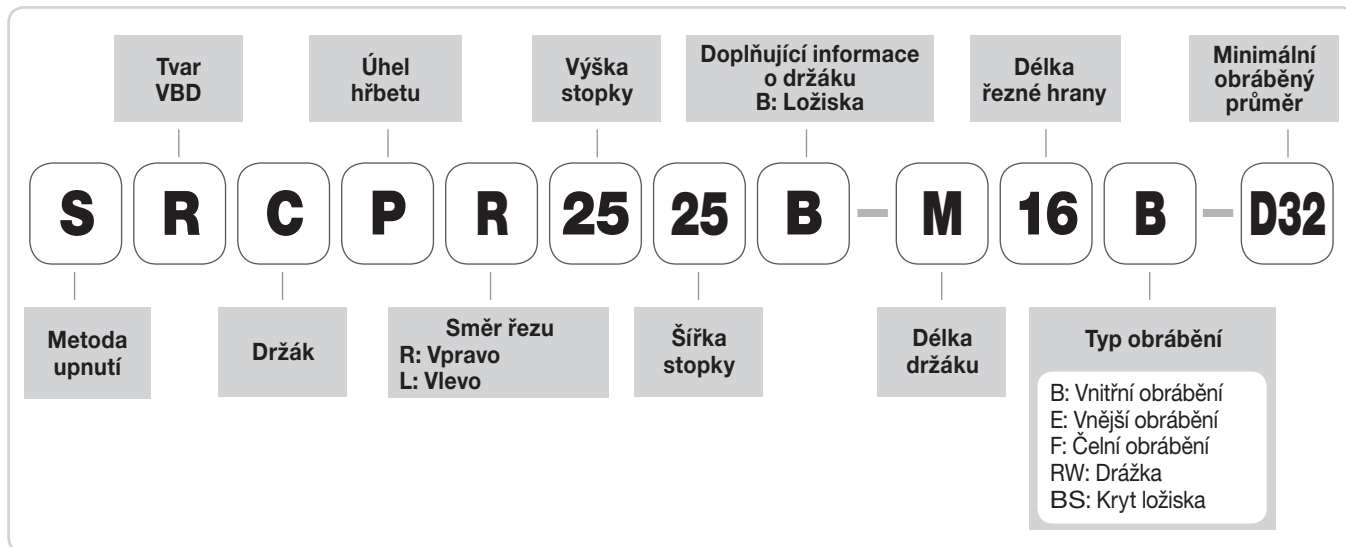 Tvar
VBD
Úhel
hřbetu
Výška
stopky
Doplňující informace
o držáku
B: Ložiska
Délka
řezné hrany
Minimální
obráběný
průměr
S R C P R 25 25 B – M 16 B – D32
Metoda
upnutí
Držák
Směr řezu
R: Vpravo
L: Vlevo
Šířka
stopky
Délka
držáku
Typ obrábění
B: Vnitřní obrábění
E: Vnější obrábění
F: Čelní obrábění
RW: Drážka
BS: Kryt ložiska